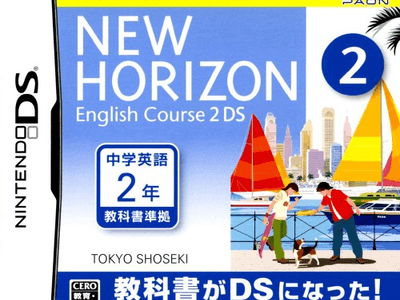 PAON
NEW
HORIZON
2
English Course 2 DS
NINTENDO DS
中学英語
2年
教科書準拠
TOKYO SHOSEKI
CERO
教育・
教科書がDSになった!